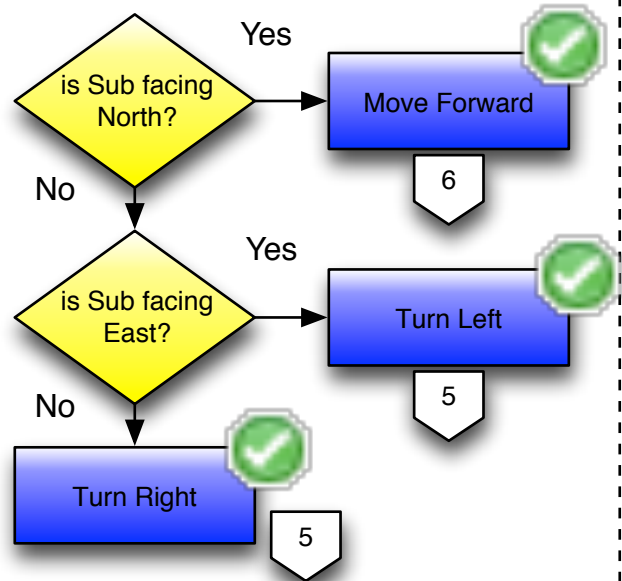 Yes
is Sub facing
North?
Move Forward
6
No
Yes
is Sub facing
East?
Turn Left
5
No
Turn Right
5